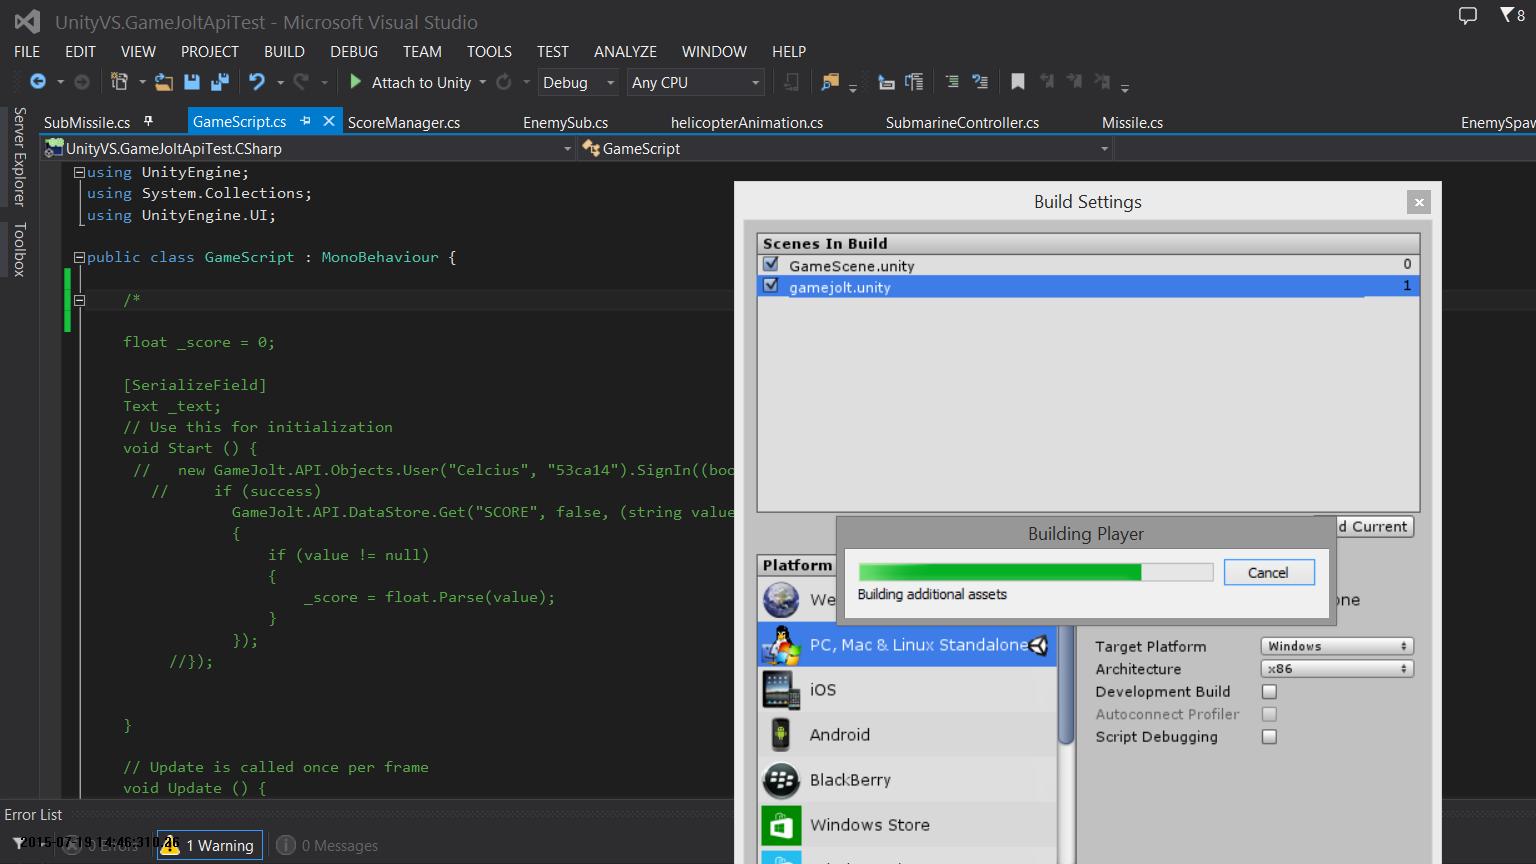 UnityVS.GameJoltApiTest - Microsoft Visual Studio
8
FILE EDIT VIEW PROJECT BUILD DEBUG TEAM TOOLS TEST ANALYZE WINDOW HELP
Attach to Unity Debug Any CPU
Server Explorer
Toolbox
SubMissile.cs GameScript.cs ScoreManager.cs EnemySub.cs helicopterAnimation.cs SubmarineController.cs Missile.cs EnemySpaw
UnityVS.GameJoltApiTest.CSharp GameScript
using UnityEngine;
using System.Collections;
using UnityEngine.UI;
public class GameScript : MonoBehaviour {
/*
float _score = 0;
[SerializeField]
Text _text;
// Use this for initialization
void Start () {
// new GameJolt.API.Objects.User("Celcius", "53ca14").SignIn((boo
// if (success)
GameJolt.API.DataStore.Get("SCORE", false, (string value
{
if (value != null)
{
_score = float.Parse(value);
}
});
//});
}
// Update is called once per frame
void Update () {
Build Settings
Scenes In Build
GameScene.unity 0
gamejolt.unity 1
d Current
Building Player
Cancel
Building additional assets
Platform
We
one
PC, Mac & Linux Standalone
iOS
Android
BlackBerry
Windows Store
Target Platform Windows
Architecture x86
Development Build
Autoconnect Profiler
Script Debugging
Error List
0 Errors 1 Warning 0 Messages